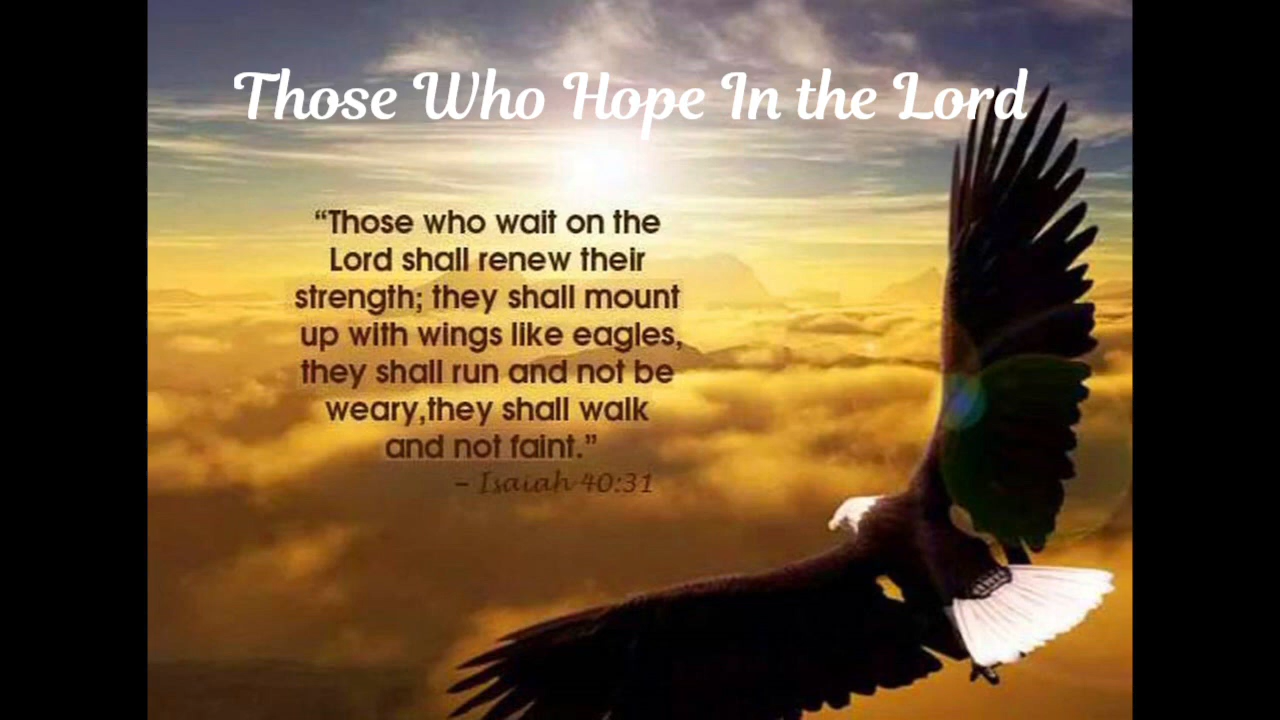 Those Who Hope In the Lord
“Those who wait on the
Lord shall renew their
strength; they shall mount
up with wings like eagles,
they shall run and not be
weary,they shall walk
and not faint.”
– Isaiah 40:31